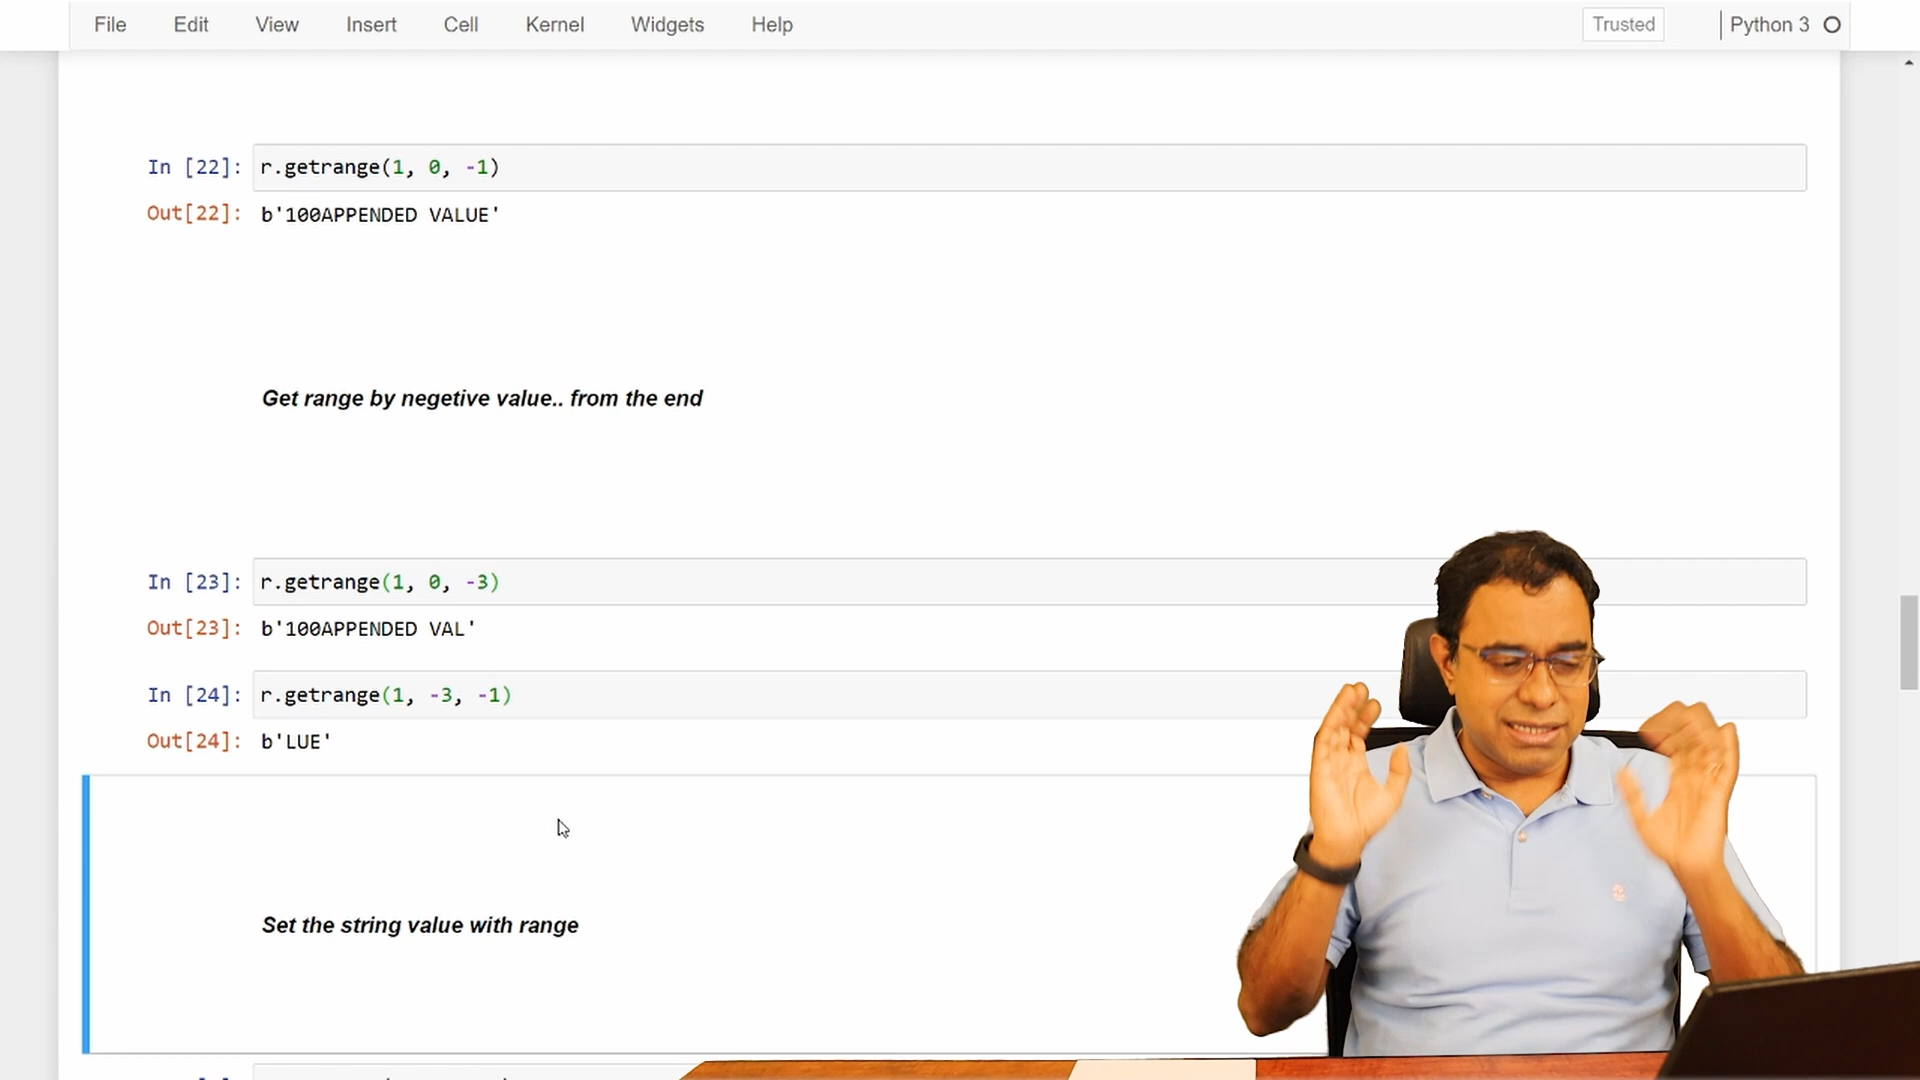 File Edit View Insert Cell Kernel Widgets Help Trusted Python 3
In [22]: r.getrange(1, 0, -1)
Out[22]: b'100APPENDED VALUE'
Get range by negetive value.. from the end
In [23]: r.getrange(1, 0, -3)
Out[23]: b'100APPENDED VAL'
In [24]: r.getrange(1, -3, -1)
Out[24]: b'LUE'
Set the string value with range